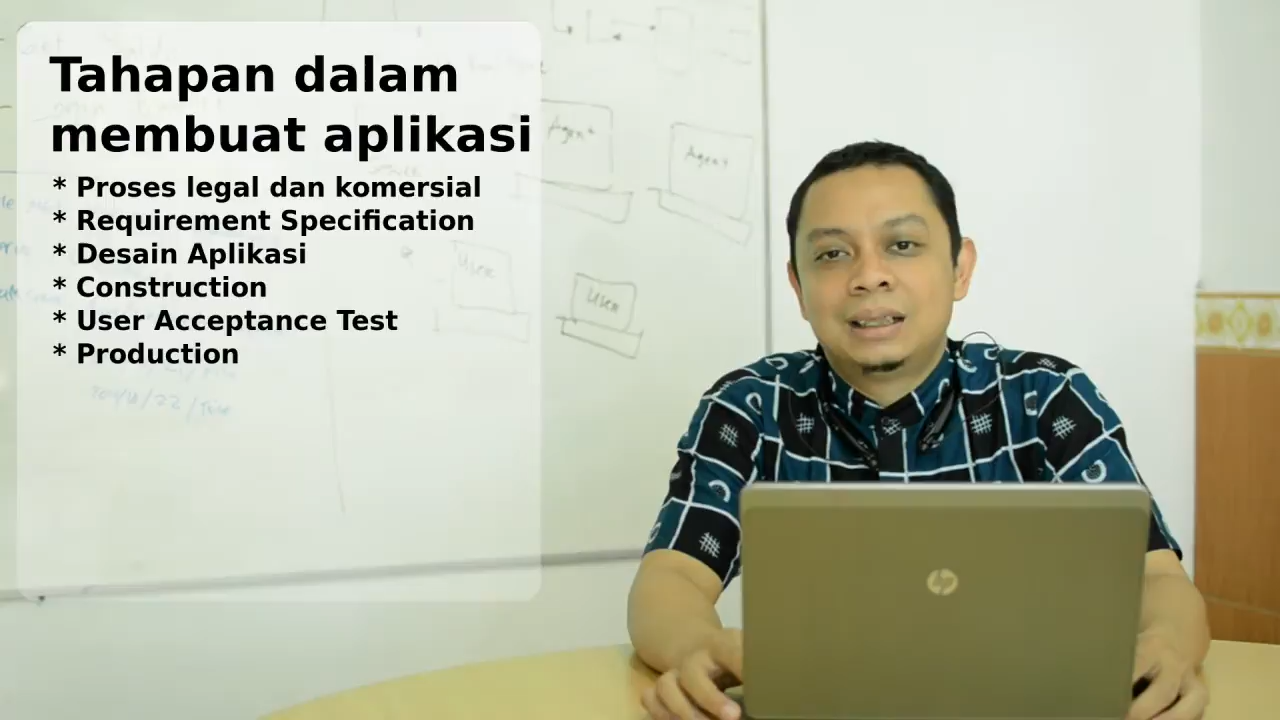 Tahapan dalam
membuat aplikasi
* Proses legal dan komersial
* Requirement Specification
* Desain Aplikasi
* Construction
* User Acceptance Test
* Production
Agent
Agent
User
User
hp